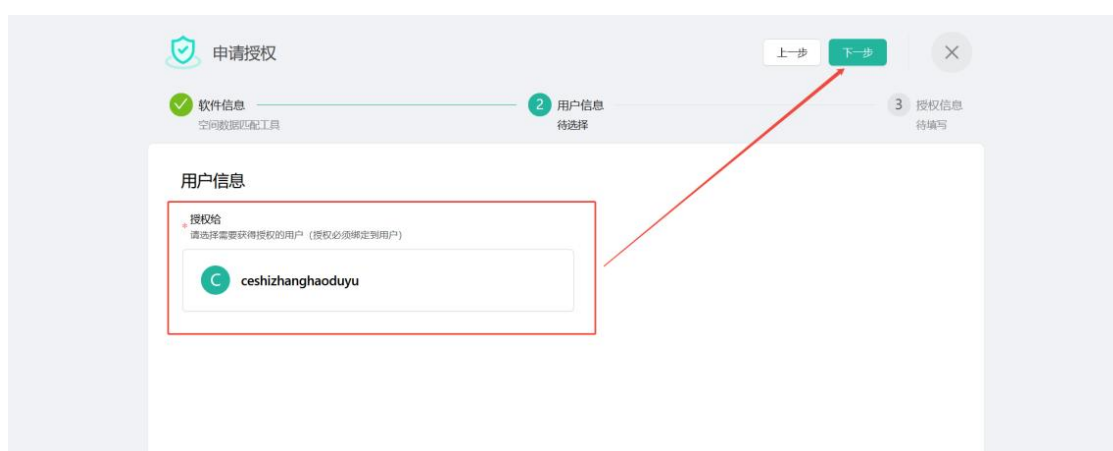 申请授权
上一步
下一步
软件信息
空间数据匹配工具
2
用户信息
待选择
3
授权信息
待填写
用户信息
* 授权给
请选择需要获得授权的用户（授权必须绑定到用户）
C
ceshizhanghaoduyu